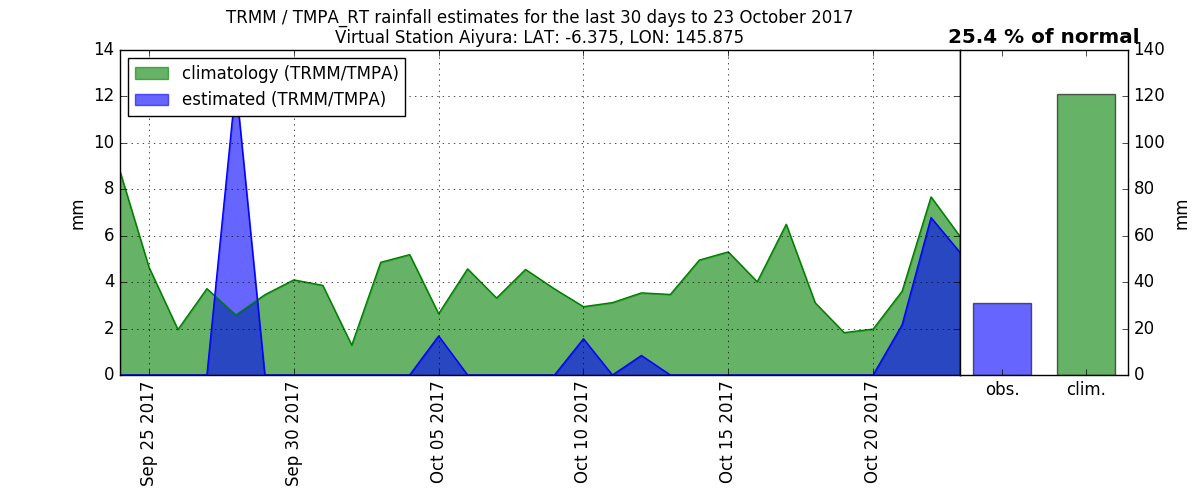 TRMM / TMPA_RT rainfall estimates for the last 30 days to 23 October 2017
Virtual Station Aiyura: LAT: -6.375, LON: 145.875
25.4 % of normal
climatology (TRMM/TMPA)
estimated (TRMM/TMPA)
mm
14
12
10
8
6
4
2
0
Sep 25 2017
Sep 30 2017
Oct 05 2017
Oct 10 2017
Oct 15 2017
Oct 20 2017
obs.
clim.
140
120
100
80
60
40
20
0
mm